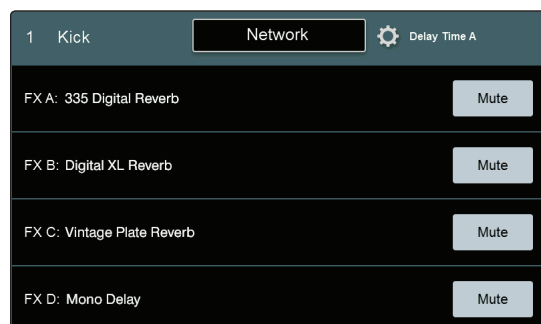 1 Kick Network Delay Time A
FX A: 335 Digital Reverb Mute
FX B: Digital XL Reverb Mute
FX C: Vintage Plate Reverb Mute
FX D: Mono Delay Mute